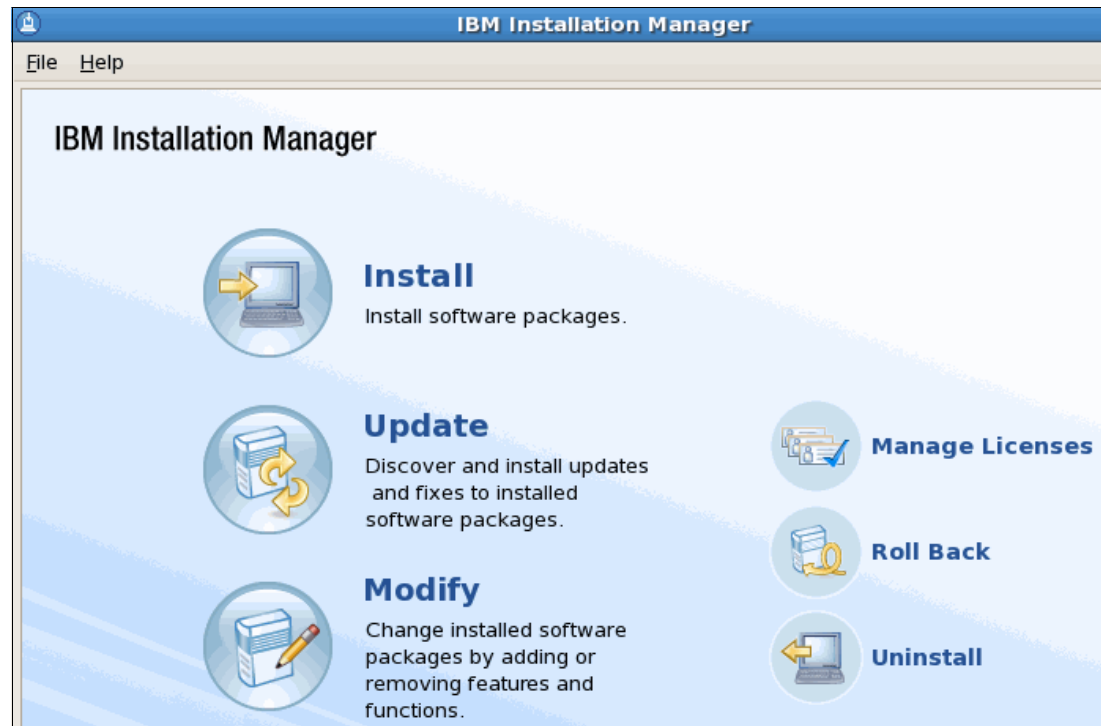 IBM Installation Manager
File Help
IBM Installation Manager
Install
Install software packages.
Update
Discover and install updates
and fixes to installed
software packages.
Modify
Change installed software
packages by adding or
removing features and
functions.
Manage Licenses
Roll Back
Uninstall